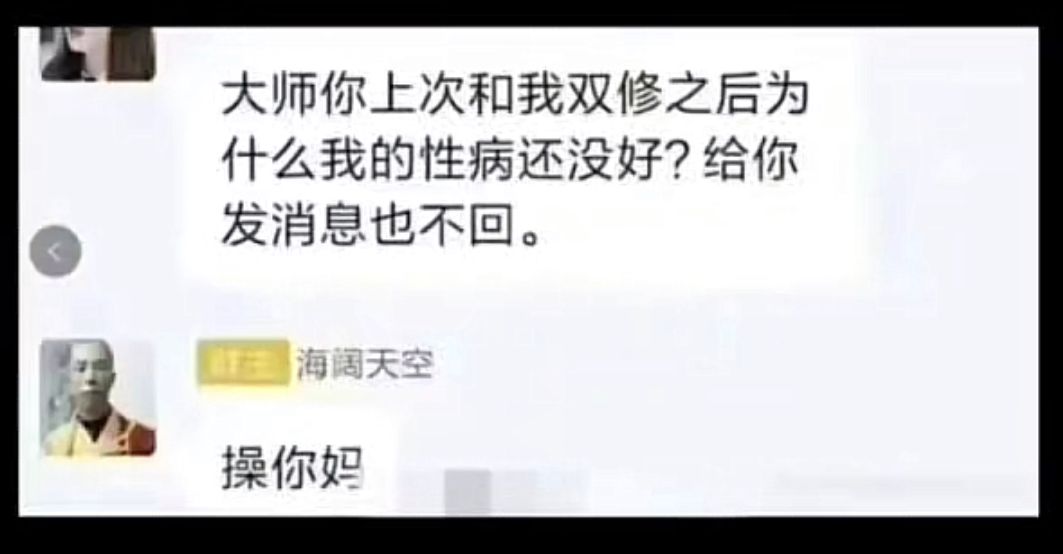 大师你上次和我双修之后为
什么我的性病还没好?给你
发消息也不回。
海阔天空
操你妈